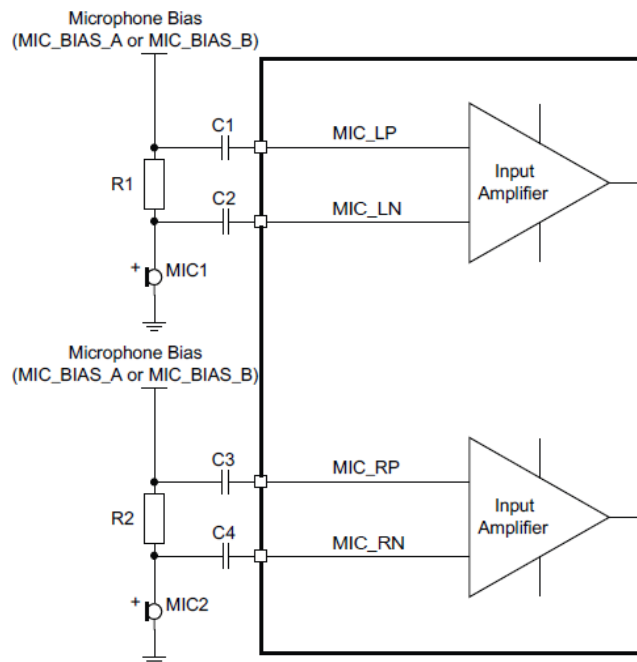 Microphone Bias
(MIC_BIAS_A or MIC_BIAS_B)
C1
MIC_LP
R1
Input
Amplifier
C2
MIC_LN
+
MIC1
Microphone Bias
(MIC_BIAS_A or MIC_BIAS_B)
C3
MIC_RP
R2
Input
Amplifier
C4
MIC_RN
+
MIC2